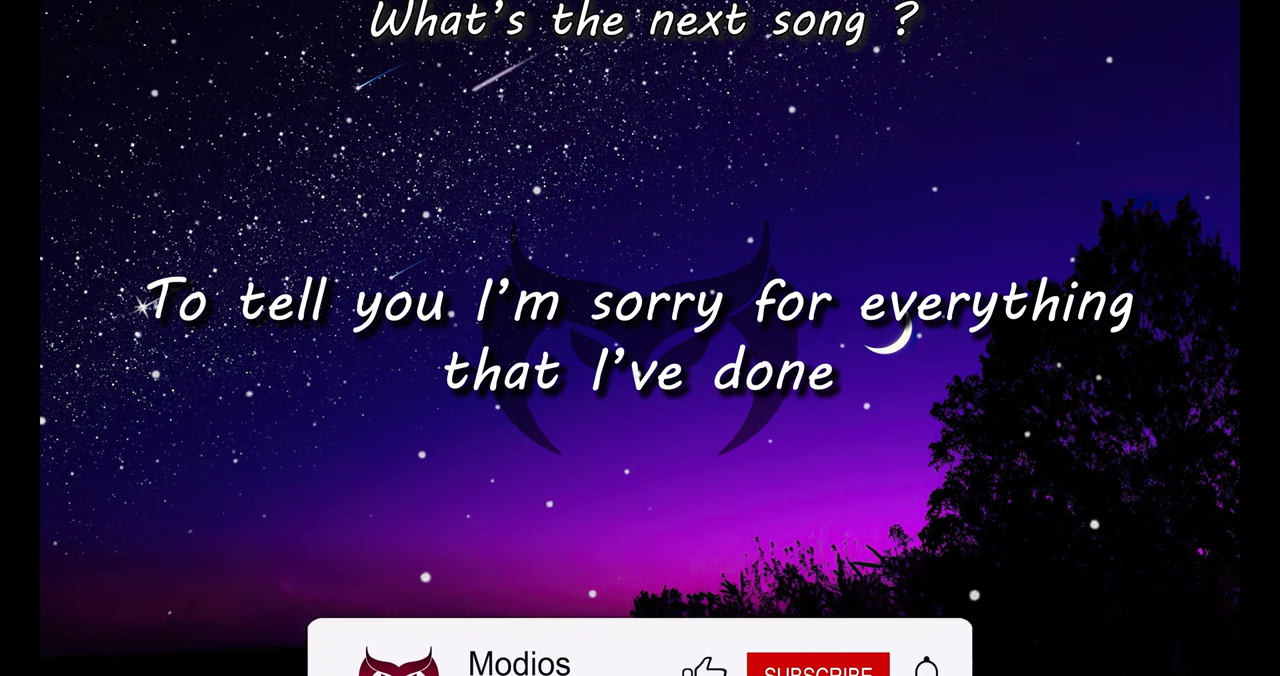 What's the next song ?
To tell you I'm sorry for everything
that I've done
Modios
SUBSCRIBE